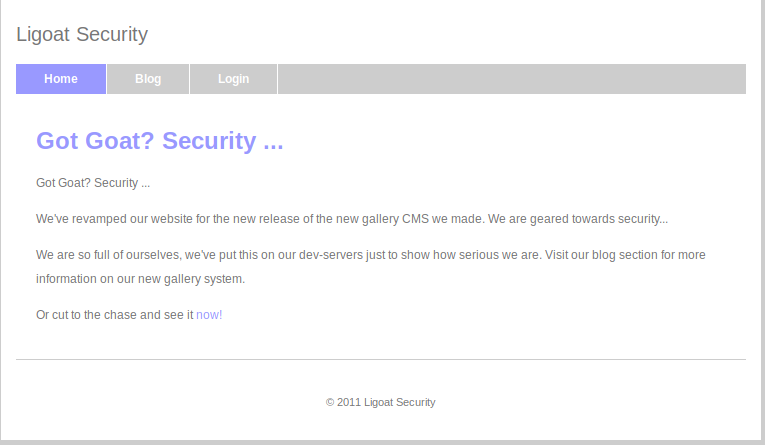 Ligoat Security
Home Blog Login
Got Goat? Security ...
Got Goat? Security ...
We've revamped our website for the new release of the new gallery CMS we made. We are geared towards security...
We are so full of ourselves, we've put this on our dev-servers just to show how serious we are. Visit our blog section for more
information on our new gallery system.
Or cut to the chase and see it now!
© 2011 Ligoat Security